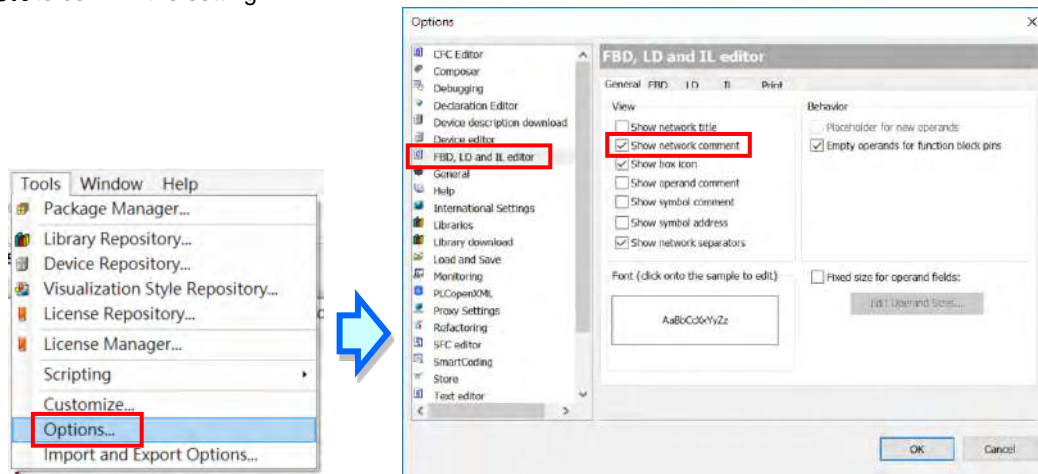 to confirm the setting
Tools Window Help
Package Manager...
Library Repository...
Device Repository...
Visualization Style Repository...
License Repository...
License Manager...
Scripting
Customize...
Options...
Import and Export Options...
Options
CFC Editor
Composer
Debugging
Declaration Editor
Device description download
Device editor
FBD, LD and IL editor
General
Help
International Settings
Libraries
Library download
Load and Save
Monitoring
PLCopenXML
Proxy Settings
Refactoring
SFC editor
SmartCoding
Store
Text editor
FBD, LD and IL editor
General FBD LD IL Print
View
Show network title
Show network comment
Show box icon
Show operand comment
Show symbol comment
Show symbol address
Show network separators
Font (click onto the sample to edit)
AaBbCcXxYyZz
Behavior
Placeholder for new operands
Empty operands for function block pins
Fixed size for operand fields:
Edit Operand Sizes...
OK Cancel